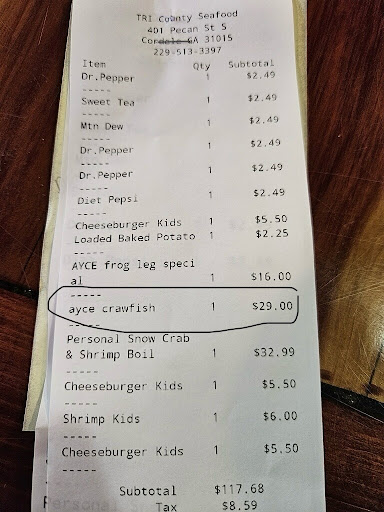 TRI County Seafood
401 Pecan St S
Cordele GA 31015
229-513-3397
Item Qty Subtotal
Dr.Pepper 1 $2.49
-----
Sweet Tea 1 $2.49
-----
Mtn Dew 1 $2.49
-----
Dr.Pepper 1 $2.49
-----
Dr.Pepper 1 $2.49
-----
Diet Pepsi 1 $2.49
-----
Cheeseburger Kids 1 $5.50
Loaded Baked Potato 1 $2.25
-----
AYCE frog leg speci
al 1 $16.00
-----
ayce crawfish 1 $29.00
-----
Personal Snow Crab
& Shrimp Boil 1 $32.99
-----
Cheeseburger Kids 1 $5.50
-----
Shrimp Kids 1 $6.00
-----
Cheeseburger Kids 1 $5.50
-----
Subtotal $117.68
Tax $8.59